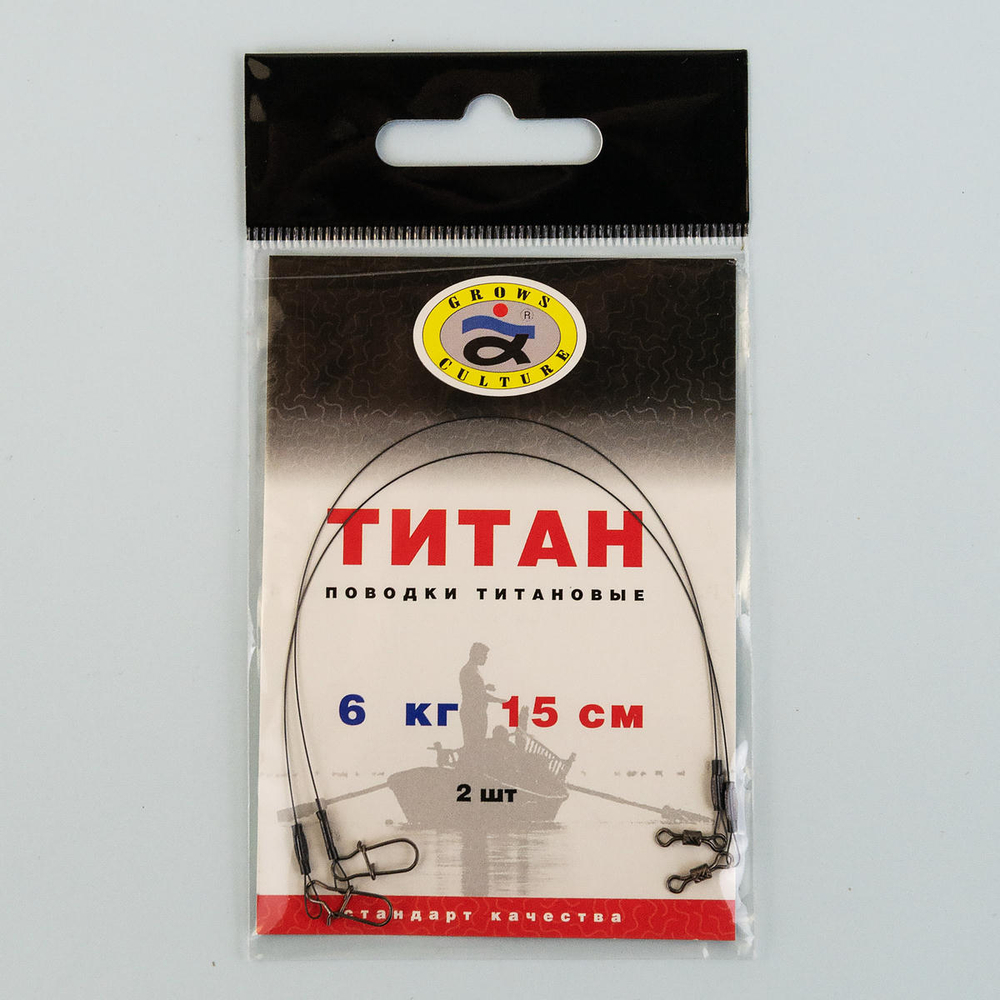 GROWS
®
CULTURE
ТИТАН
ПОВОДКИ ТИТАНОВЫЕ
6 кг 15 см
2 шт
стандарт качества